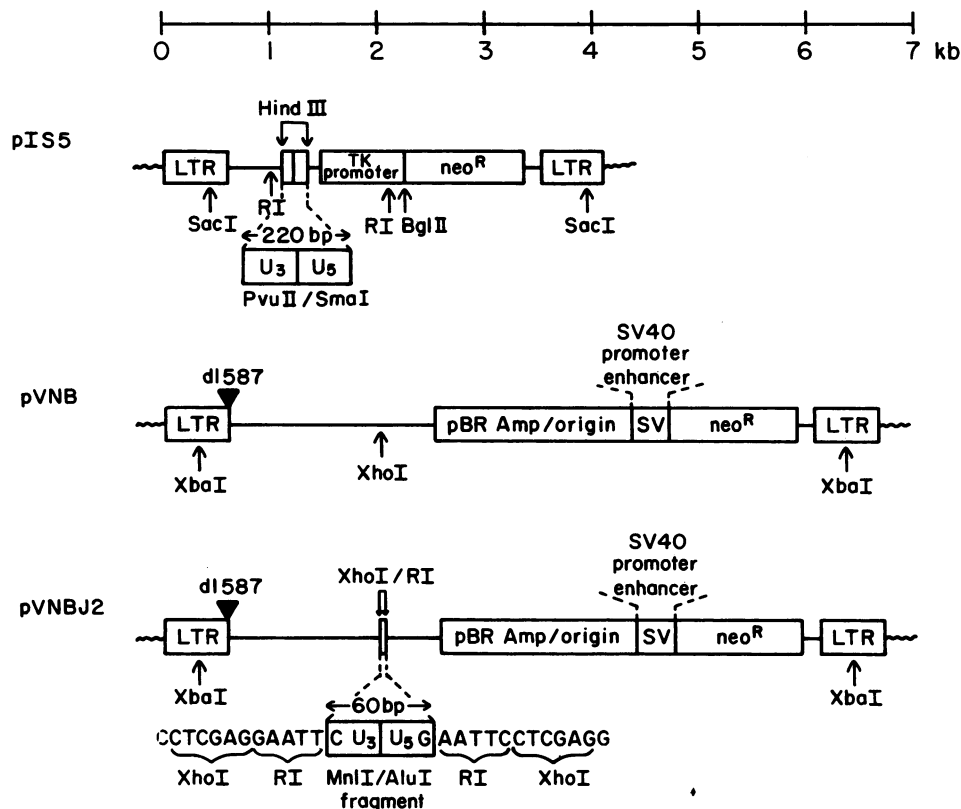 0 1 2 3 4 5 6 7 kb
Hind III
pIS5
LTR
TK promoter
neoR
LTR
SacI
RI
RI
BglII
SacI
220 bp
U3 U5
PvuII/SmaI
SV40
promoter
enhancer
dl587
pVNB
LTR
pBR Amp/origin
SV
neoR
LTR
XbaI
XhoI
XbaI
SV40
promoter
enhancer
XhoI/RI
dl587
pVNBJ2
LTR
pBR Amp/origin
SV
neoR
LTR
XbaI
XbaI
60bp
CCTCGAGGAATT C U3 U5 G AATTCCTCGAGG
XhoI RI MnlI/AluI RI XhoI
fragment